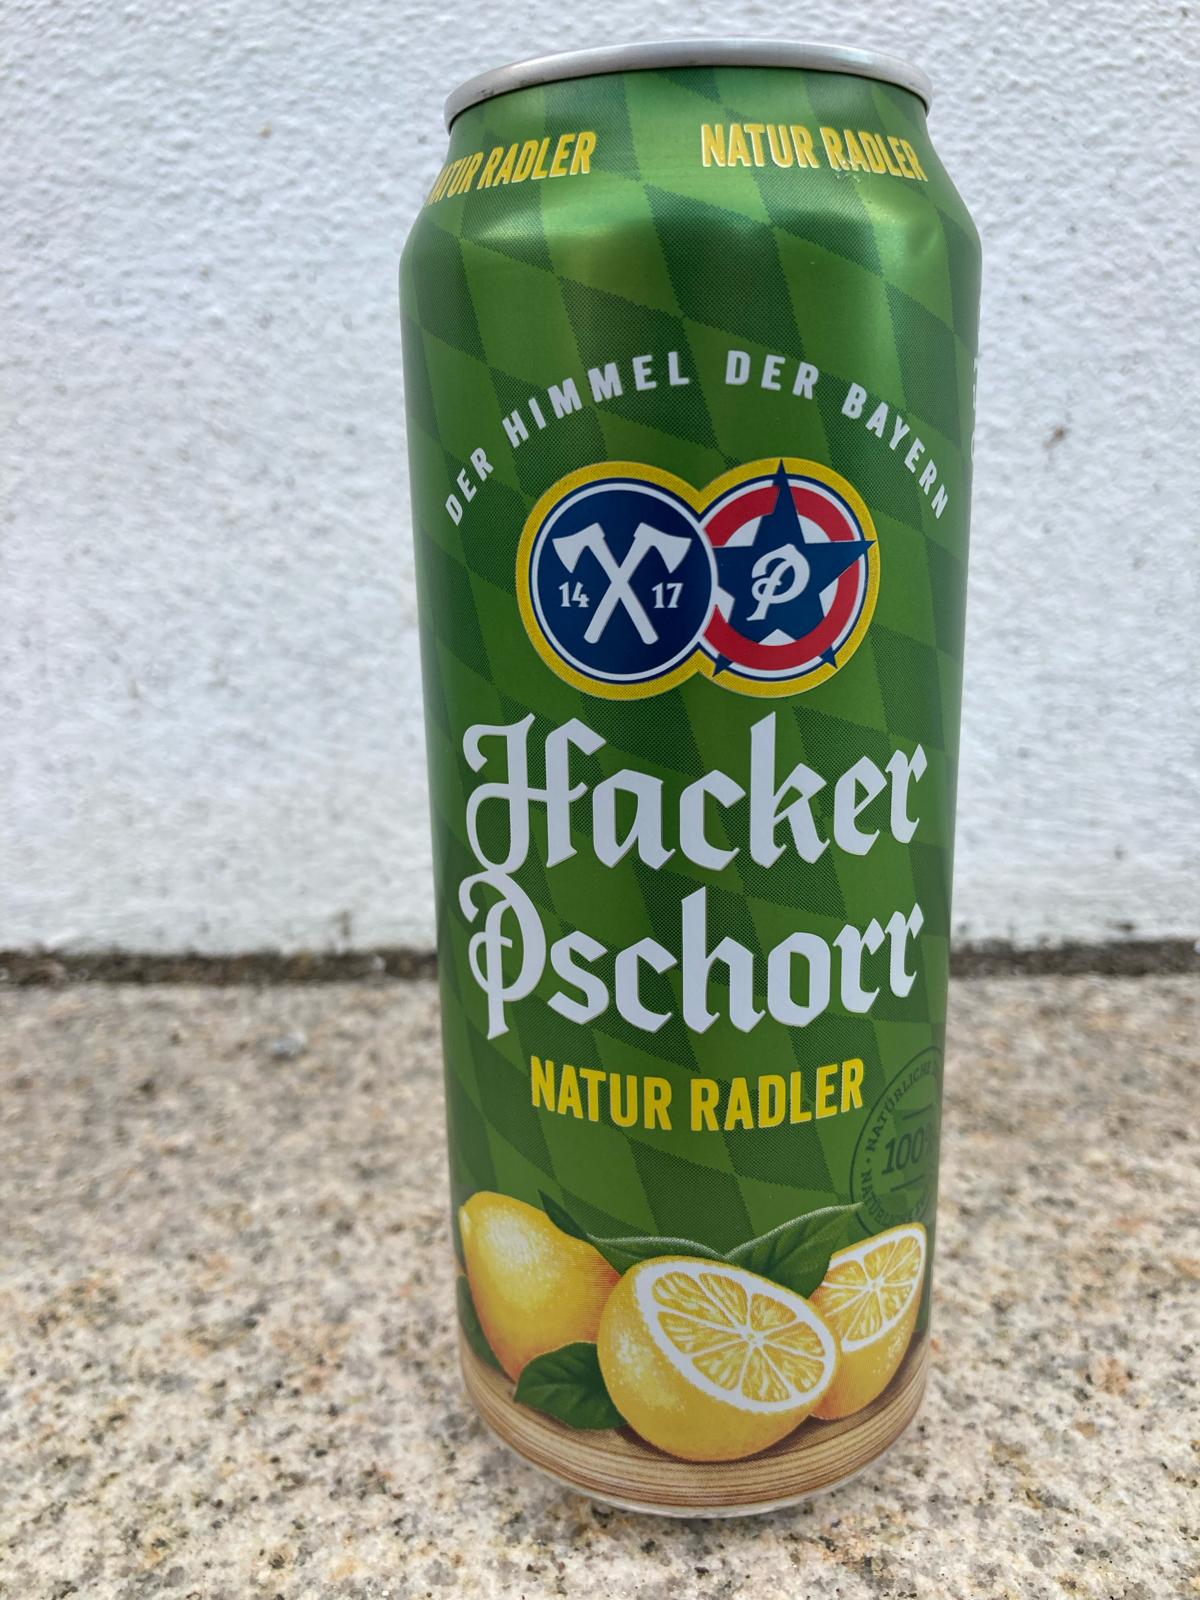 NATUR RADLER
NATUR RADLER
DER HIMMEL DER BAYERN
14 17
P
Hacker
Pschorr
NATUR RADLER
100%